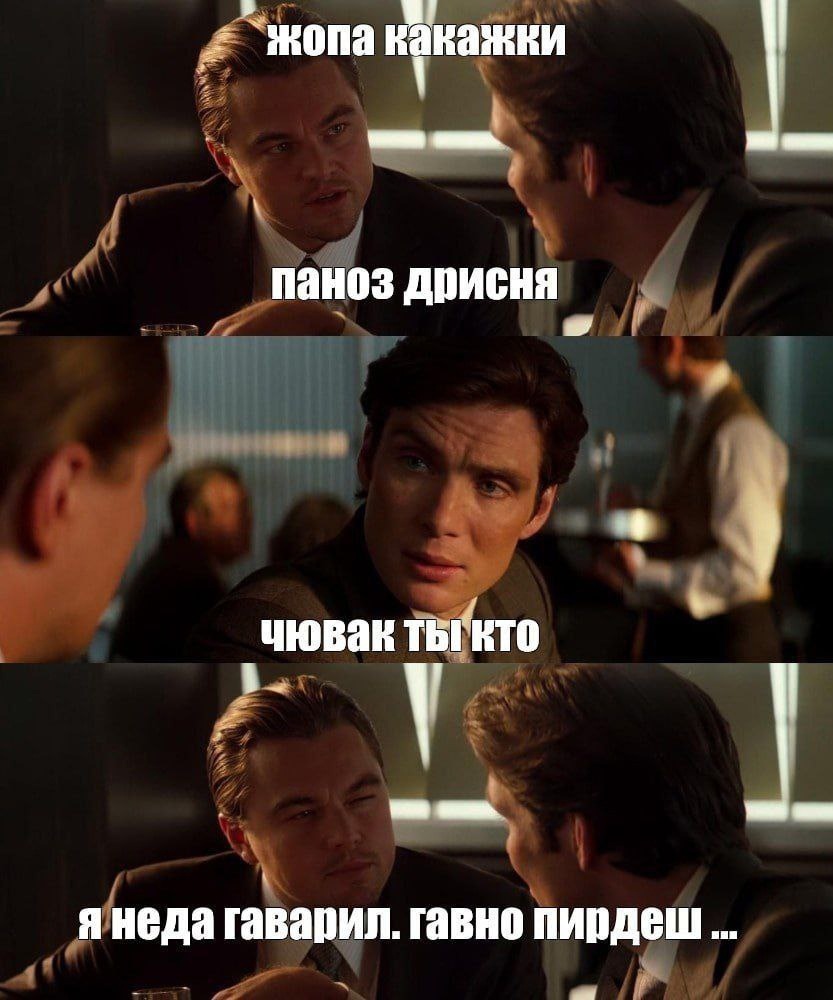 жопа какажки
паноз дрисня
чювак ты кто
я неда гаварил. гавно пирдеш ...